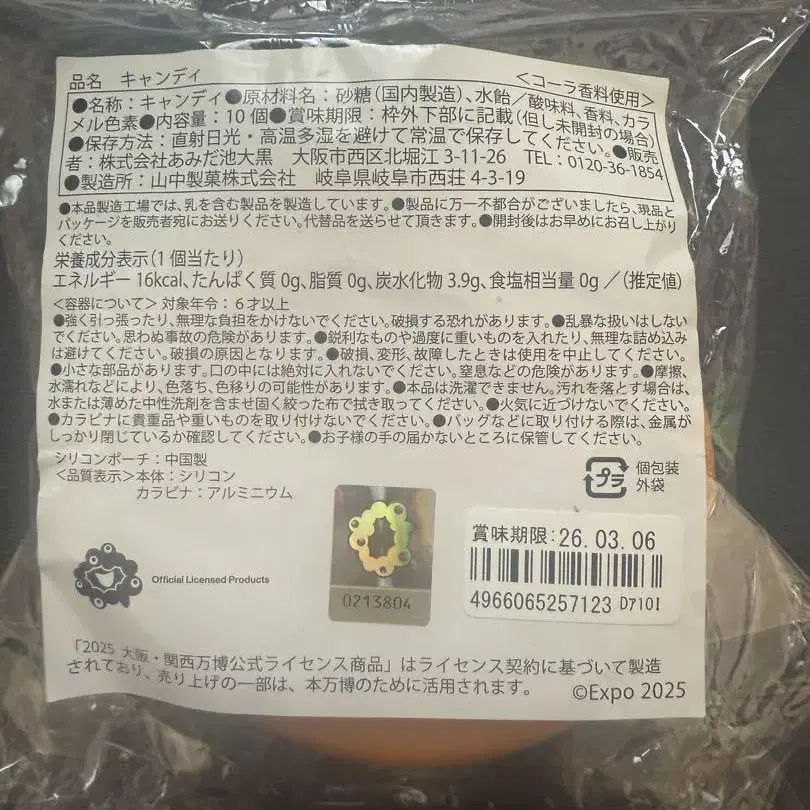 品名 キャンディ <コーラ香料使用>
●名称：キャンディ●原材料名：砂糖（国内製造）、水飴／酸味料、香料、カラ
メル色素●内容量：10個●賞味期限：枠外下部に記載（但し未開封の場合）
●保存方法：直射日光・高温多湿を避けて常温で保存してください。●販売
者：株式会社あみだ池大黒 大阪市西区北堀江 3-11-26 TEL：0120-36-1854
●製造所：山中製菓株式会社 岐阜県岐阜市西荘 4-3-19
●本品製造工場では、乳を含む製品を製造しています。●製品に万一不都合がございましたら、現品と
パッケージを販売者宛にお送りください。代替品を送らせて頂きます。●開封後はお早めにお召し上がり
ください。
栄養成分表示（1個当たり）
エネルギー 16kcal、たんぱく質 0g、脂質 0g、炭水化物 3.9g、食塩相当量 0g ／（推定値）
<容器について> 対象年令：6才以上
●強く引っ張ったり、無理な負担をかけないでください。破損する恐れがあります。●乱暴な扱いはしない
でください。思わぬ事故の危険があります。●鋭利なものや過度に重いものを入れたり、無理な詰め込み
は避けてください。破損の原因となります。●破損、変形、故障したときは使用を中止してください。
●小さな部品があります。口の中には絶対に入れないでください。窒息などの危険があります。●摩擦、
水濡れなどにより、色落ち、色移りの可能性があります。●本品は洗濯できません。汚れを落とす場合は、
水または薄めた中性洗剤を含ませ固く絞った布で拭き取ってください。●火気に近づけないでください。
●カラビナに貴重品や重いものを取り付けないでください。●バッグなどに取り付ける際は、金属が
しっかり閉じているか確認してください。●お子様の手の届かないところに保管してください。
シリコンポーチ：中国製
<品質表示>本体：シリコン
カラビナ：アルミニウム
プラ
個包装
外袋
賞味期限:26.03.06
4966065257123 Dｱ10I
0213804
Official Licensed Products
「2025 大阪・関西万博公式ライセンス商品」はライセンス契約に基づいて製造
されており、売り上げの一部は、本万博のために活用されます。
©Expo 2025